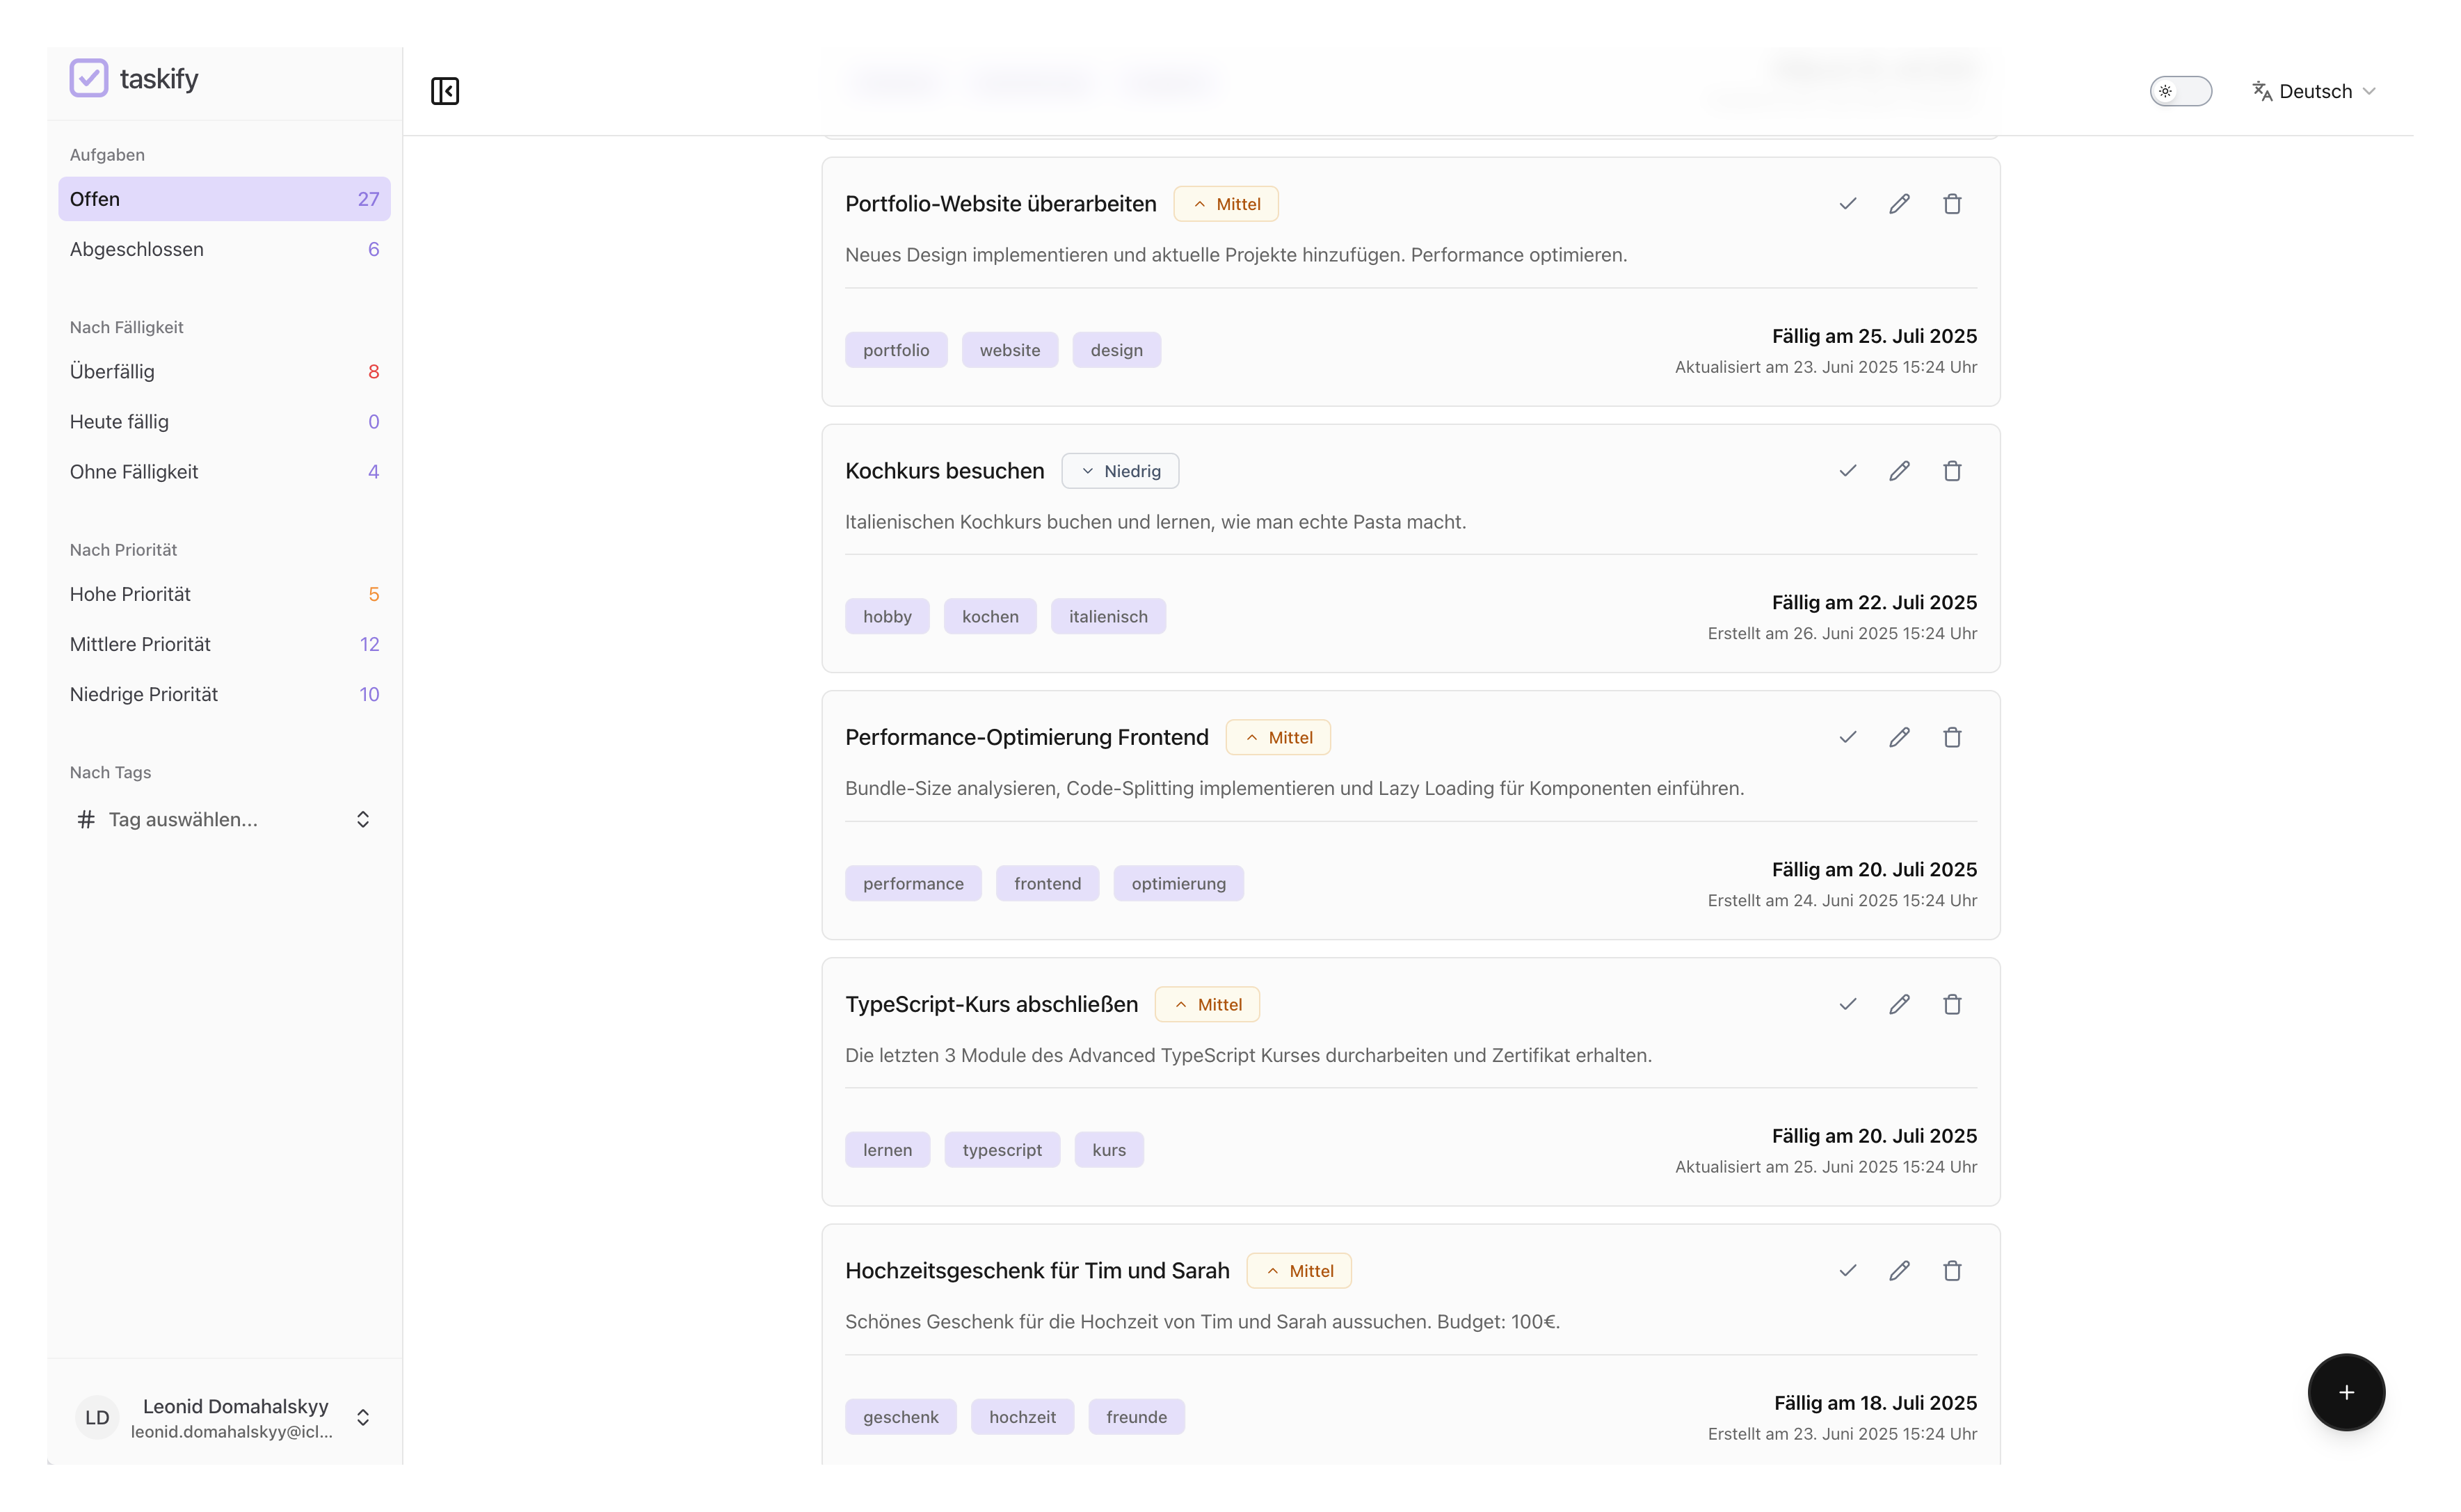 taskify
Deutsch
Aufgaben
Offen 27
Abgeschlossen 6
Nach Fälligkeit
Überfällig 8
Heute fällig 0
Ohne Fälligkeit 4
Nach Priorität
Hohe Priorität 5
Mittlere Priorität 12
Niedrige Priorität 10
Nach Tags
# Tag auswählen...
LD
Leonid Domahalskyy
leonid.domahalskyy@icl...
Portfolio-Website überarbeiten Mittel
Neues Design implementieren und aktuelle Projekte hinzufügen. Performance optimieren.
portfolio website design
Fällig am 25. Juli 2025
Aktualisiert am 23. Juni 2025 15:24 Uhr
Kochkurs besuchen Niedrig
Italienischen Kochkurs buchen und lernen, wie man echte Pasta macht.
hobby kochen italienisch
Fällig am 22. Juli 2025
Erstellt am 26. Juni 2025 15:24 Uhr
Performance-Optimierung Frontend Mittel
Bundle-Size analysieren, Code-Splitting implementieren und Lazy Loading für Komponenten einführen.
performance frontend optimierung
Fällig am 20. Juli 2025
Erstellt am 24. Juni 2025 15:24 Uhr
TypeScript-Kurs abschließen Mittel
Die letzten 3 Module des Advanced TypeScript Kurses durcharbeiten und Zertifikat erhalten.
lernen typescript kurs
Fällig am 20. Juli 2025
Aktualisiert am 25. Juni 2025 15:24 Uhr
Hochzeitsgeschenk für Tim und Sarah Mittel
Schönes Geschenk für die Hochzeit von Tim und Sarah aussuchen. Budget: 100€.
geschenk hochzeit freunde
Fällig am 18. Juli 2025
Erstellt am 23. Juni 2025 15:24 Uhr